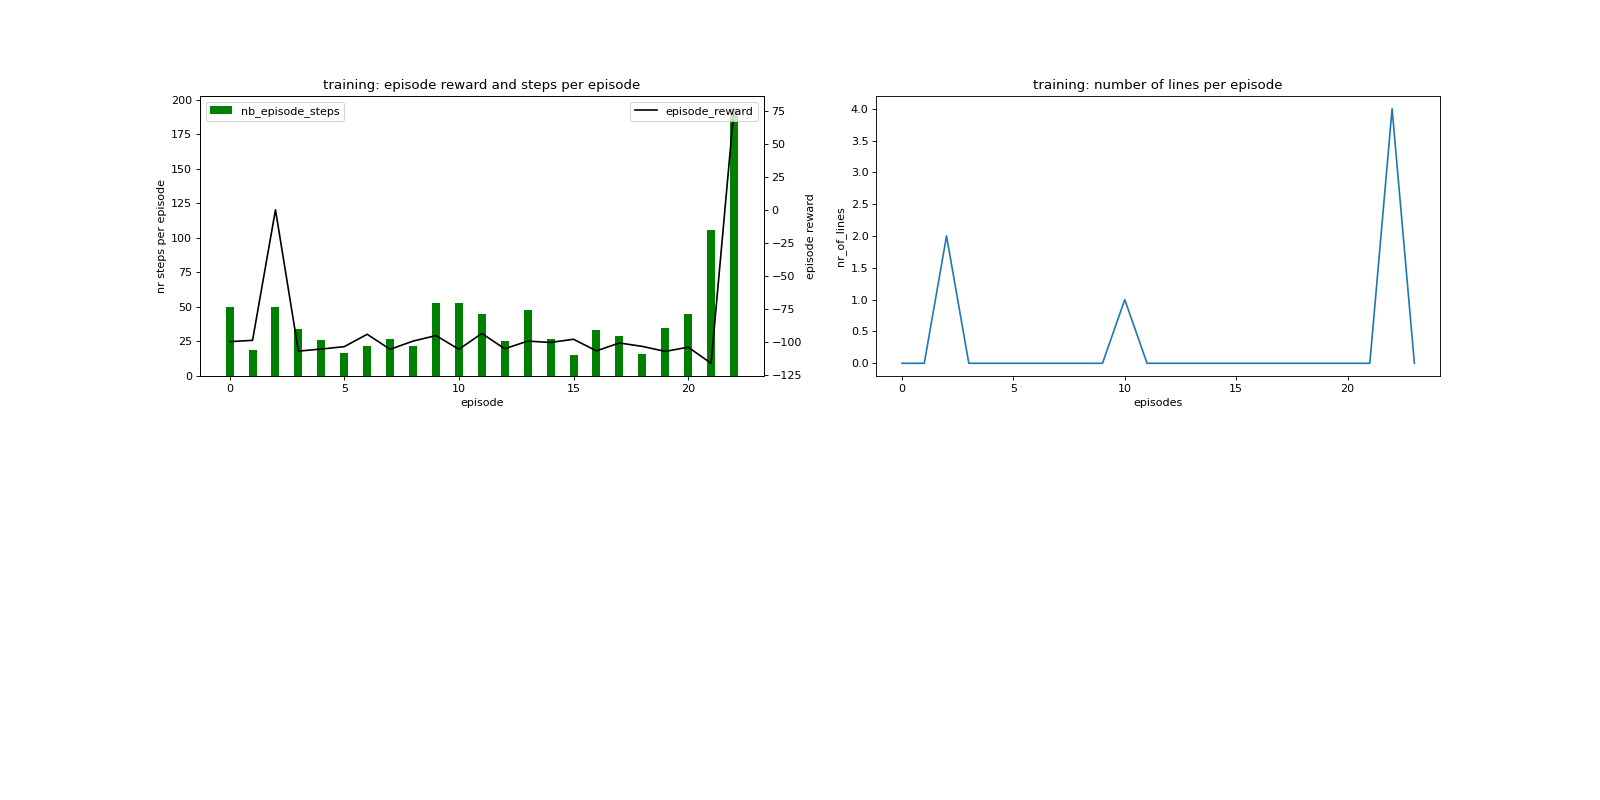 training: episode reward and steps per episode
nb_episode_steps
episode_reward
nr steps per episode
200
175
150
125
100
75
50
25
0
75
50
25
0
−25
−50
−75
−100
−125
episode reward
0 5 10 15 20
episode
training: number of lines per episode
nr_of_lines
4.0
3.5
3.0
2.5
2.0
1.5
1.0
0.5
0.0
0 5 10 15 20
episodes